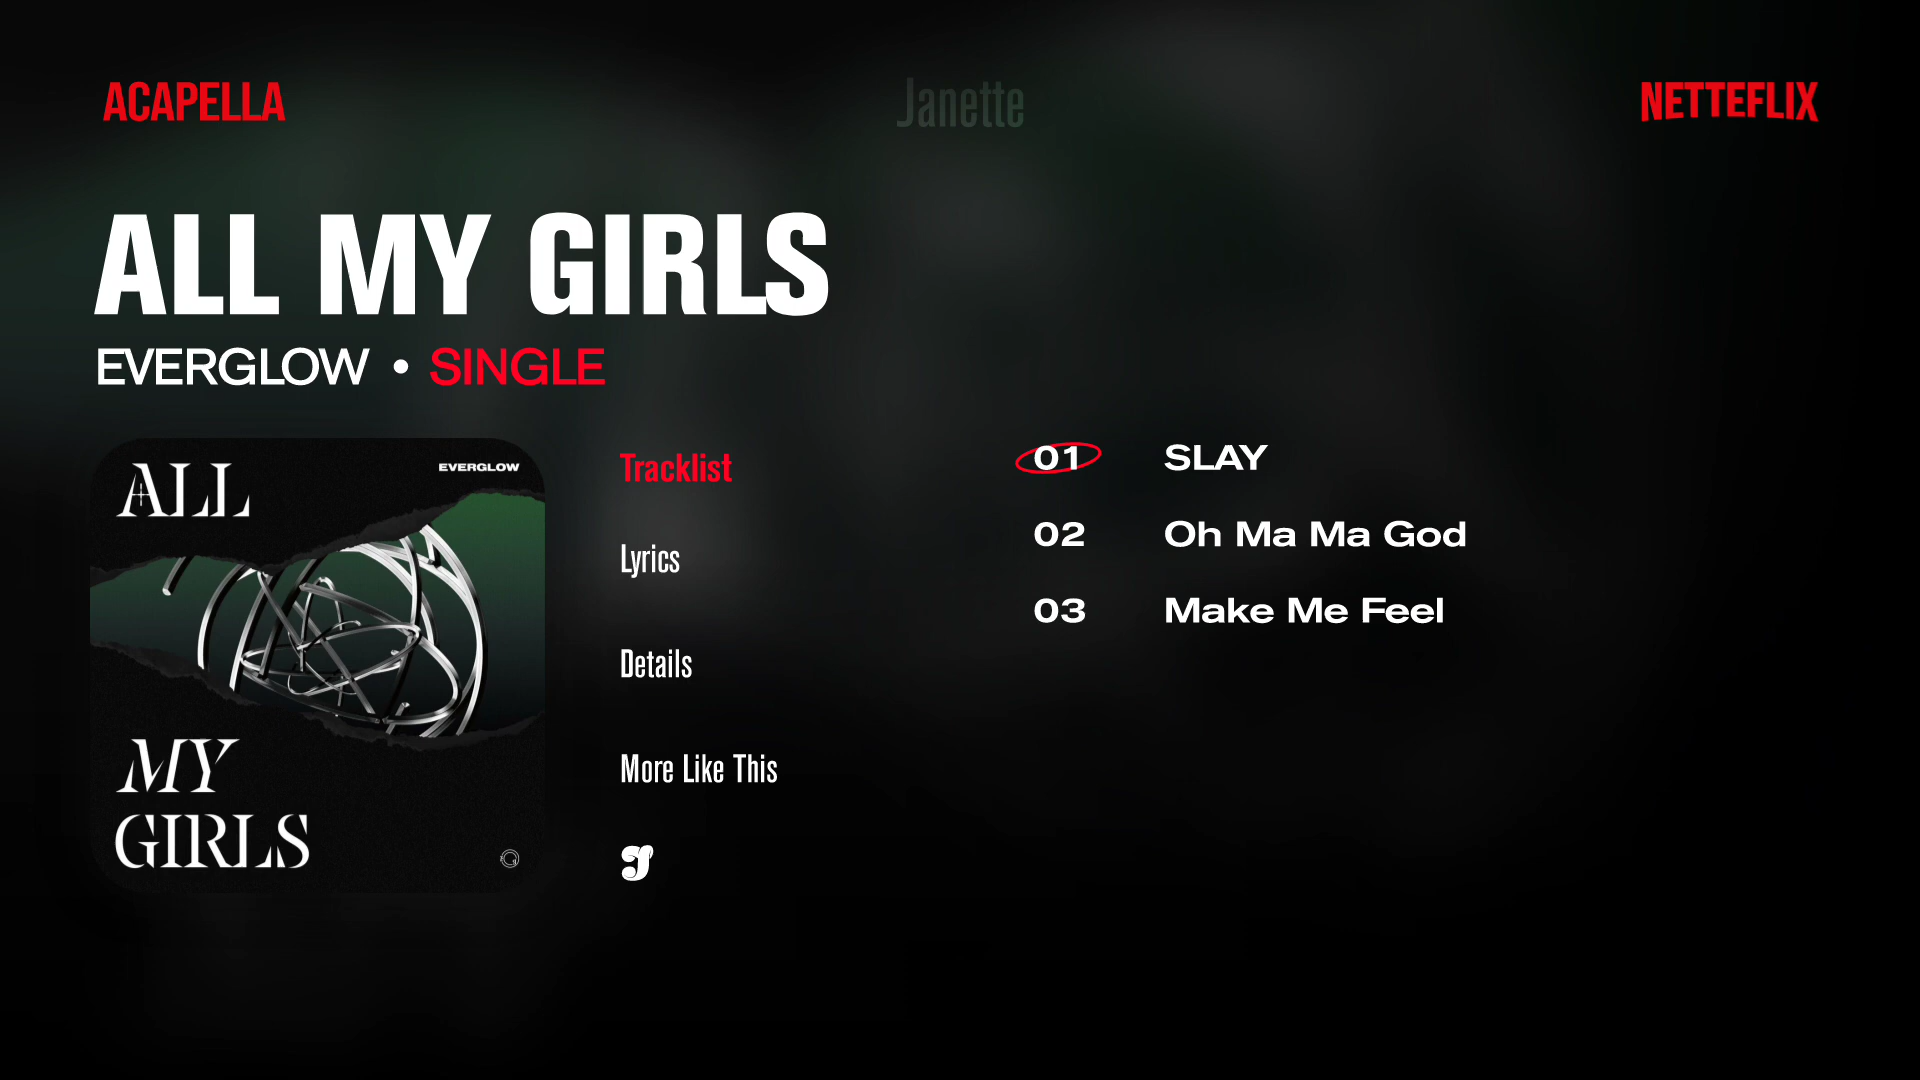 ACAPELLA
Janette
NETTEFLIX
ALL MY GIRLS
EVERGLOW • SINGLE
ALL
EVERGLOW
MY
GIRLS
Tracklist
Lyrics
Details
More Like This
J
01 SLAY
02 Oh Ma Ma God
03 Make Me Feel